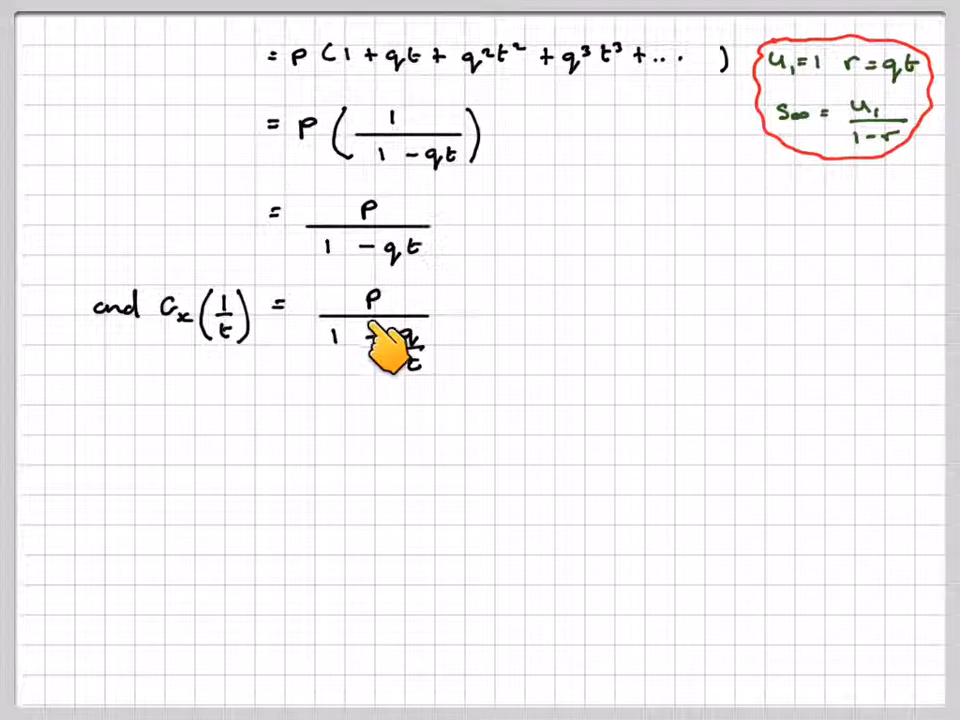 = p (1 + qt + q²t² + q³t³ + ... )
u₁=1 r=qt
S∞ = u₁/(1-r)
= p (1/(1-qt))
= p/(1-qt)
and Gₓ(1/t) = p/(1-q/t)